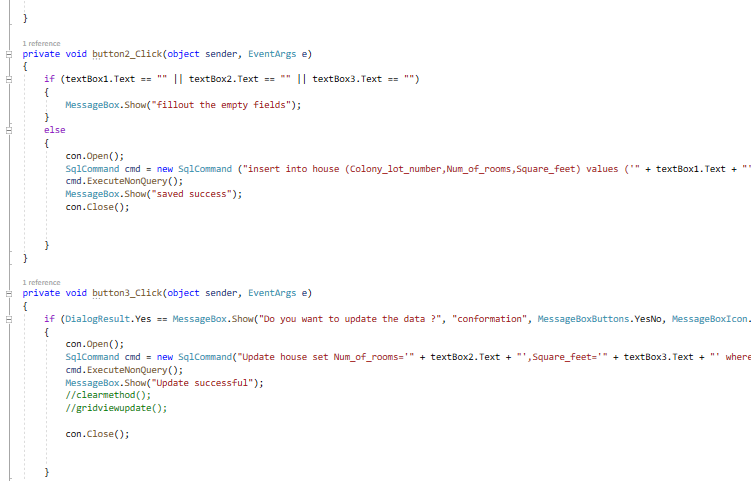 }
1 reference
private void button2_Click(object sender, EventArgs e)
{
if (textBox1.Text == "" || textBox2.Text == "" || textBox3.Text == "")
{
MessageBox.Show("fillout the empty fields");
}
else
{
con.Open();
SqlCommand cmd = new SqlCommand ("insert into house (Colony_lot_number,Num_of_rooms,Square_feet) values ('" + textBox1.Text + "'
cmd.ExecuteNonQuery();
MessageBox.Show("saved success");
con.Close();
}
}
1 reference
private void button3_Click(object sender, EventArgs e)
{
if (DialogResult.Yes == MessageBox.Show("Do you want to update the data ?", "conformation", MessageBoxButtons.YesNo, MessageBoxIcon.
{
con.Open();
SqlCommand cmd = new SqlCommand("Update house set Num_of_rooms='" + textBox2.Text + "',Square_feet='" + textBox3.Text + "' where
cmd.ExecuteNonQuery();
MessageBox.Show("Update successful");
//clearmethod();
//gridviewupdate();
con.Close();
}